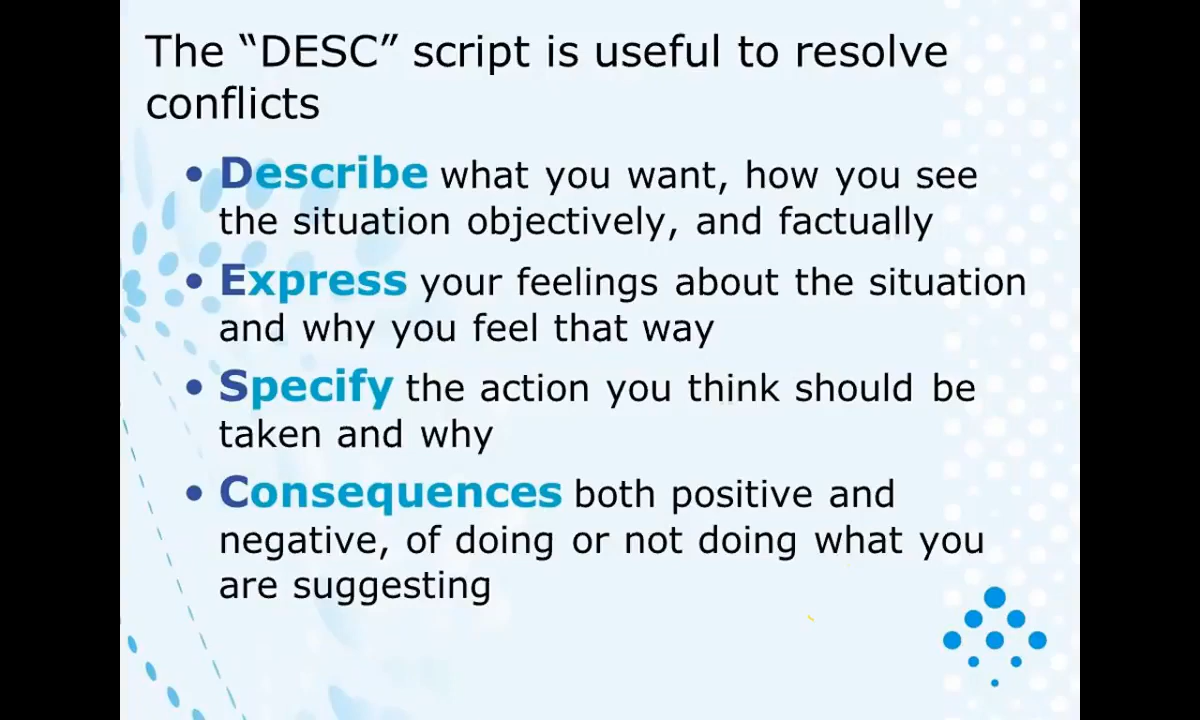 The “DESC” script is useful to resolve
conflicts
• Describe what you want, how you see
the situation objectively, and factually
• Express your feelings about the situation
and why you feel that way
• Specify the action you think should be
taken and why
• Consequences both positive and
negative, of doing or not doing what you
are suggesting